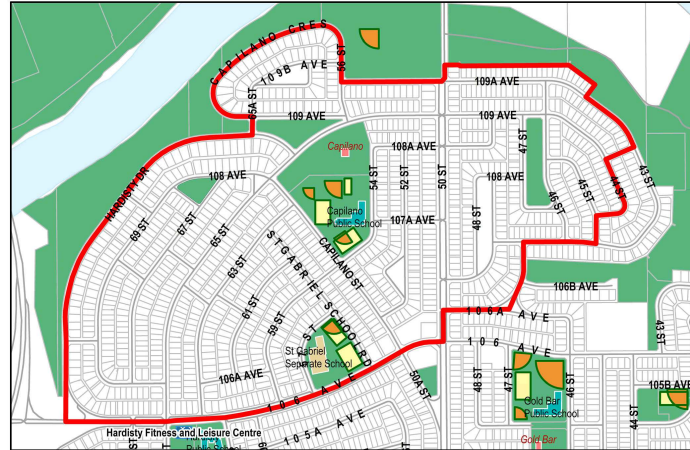 CAPILANO CRES
56 ST
109B AVE
65A ST
109 AVE
109A AVE
109 AVE
Capilano
108A AVE
47 ST
54 ST
52 ST
50 ST
43 ST
44 ST
45 ST
46 ST
108 AVE
108 AVE
HARDISTY DR
69 ST
67 ST
65 ST
63 ST
61 ST
59 ST
Capilano
Public School
107A AVE
48 ST
ST GABRIEL SCHOOL RD
CAPILANO ST
106B AVE
106A AVE
106 AVE
43 ST
St Gabriel
Separate School
106A AVE
106 AVE
50A ST
48 ST
47 ST
46 ST
105B AVE
44 ST
Gold Bar
Public School
Gold Bar
105A AVE
Hardisty Fitness and Leisure Centre
Public School